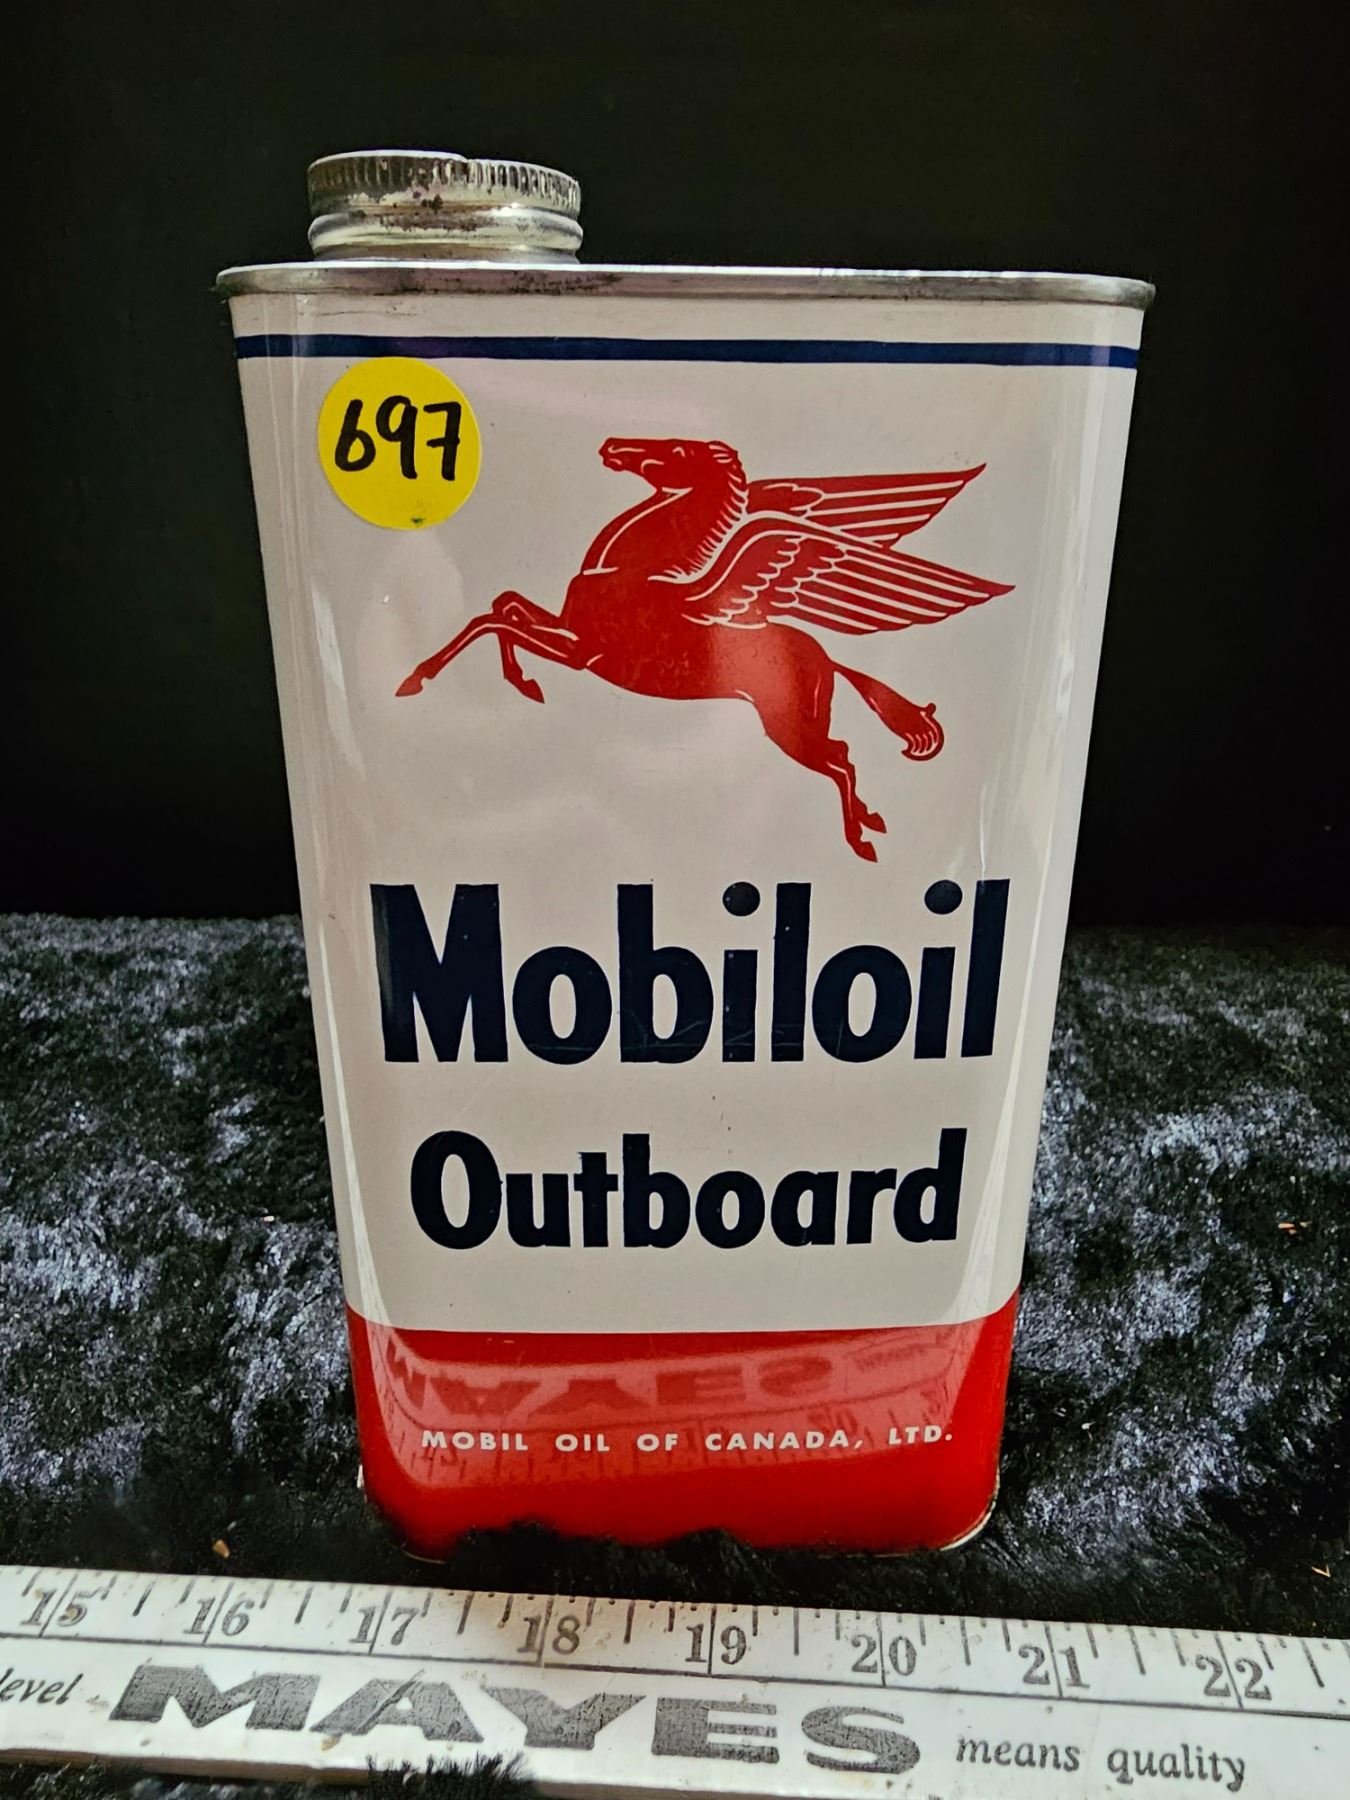 697
Mobiloil
Outboard
MOBIL OIL OF CANADA, LTD.
15 16 17 18 19 20 21 22
level MAYES means quality